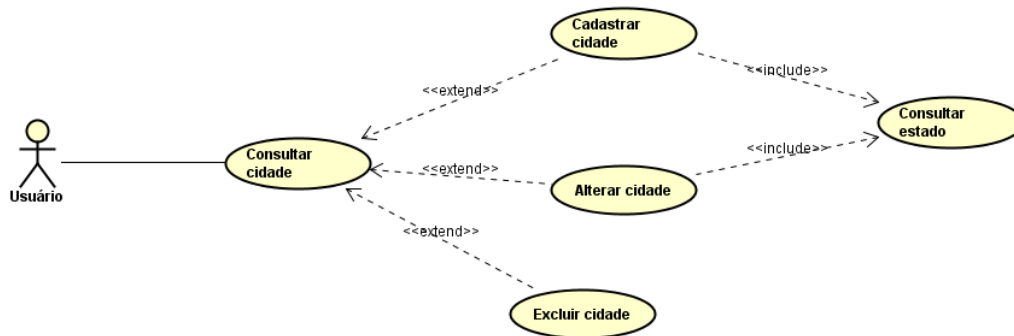 Cadastrar
cidade
<<extend>>
<<include>>
Consultar
estado
Usuário
Consultar
cidade
<<extend>>
Alterar cidade
<<include>>
<<extend>>
Excluir cidade